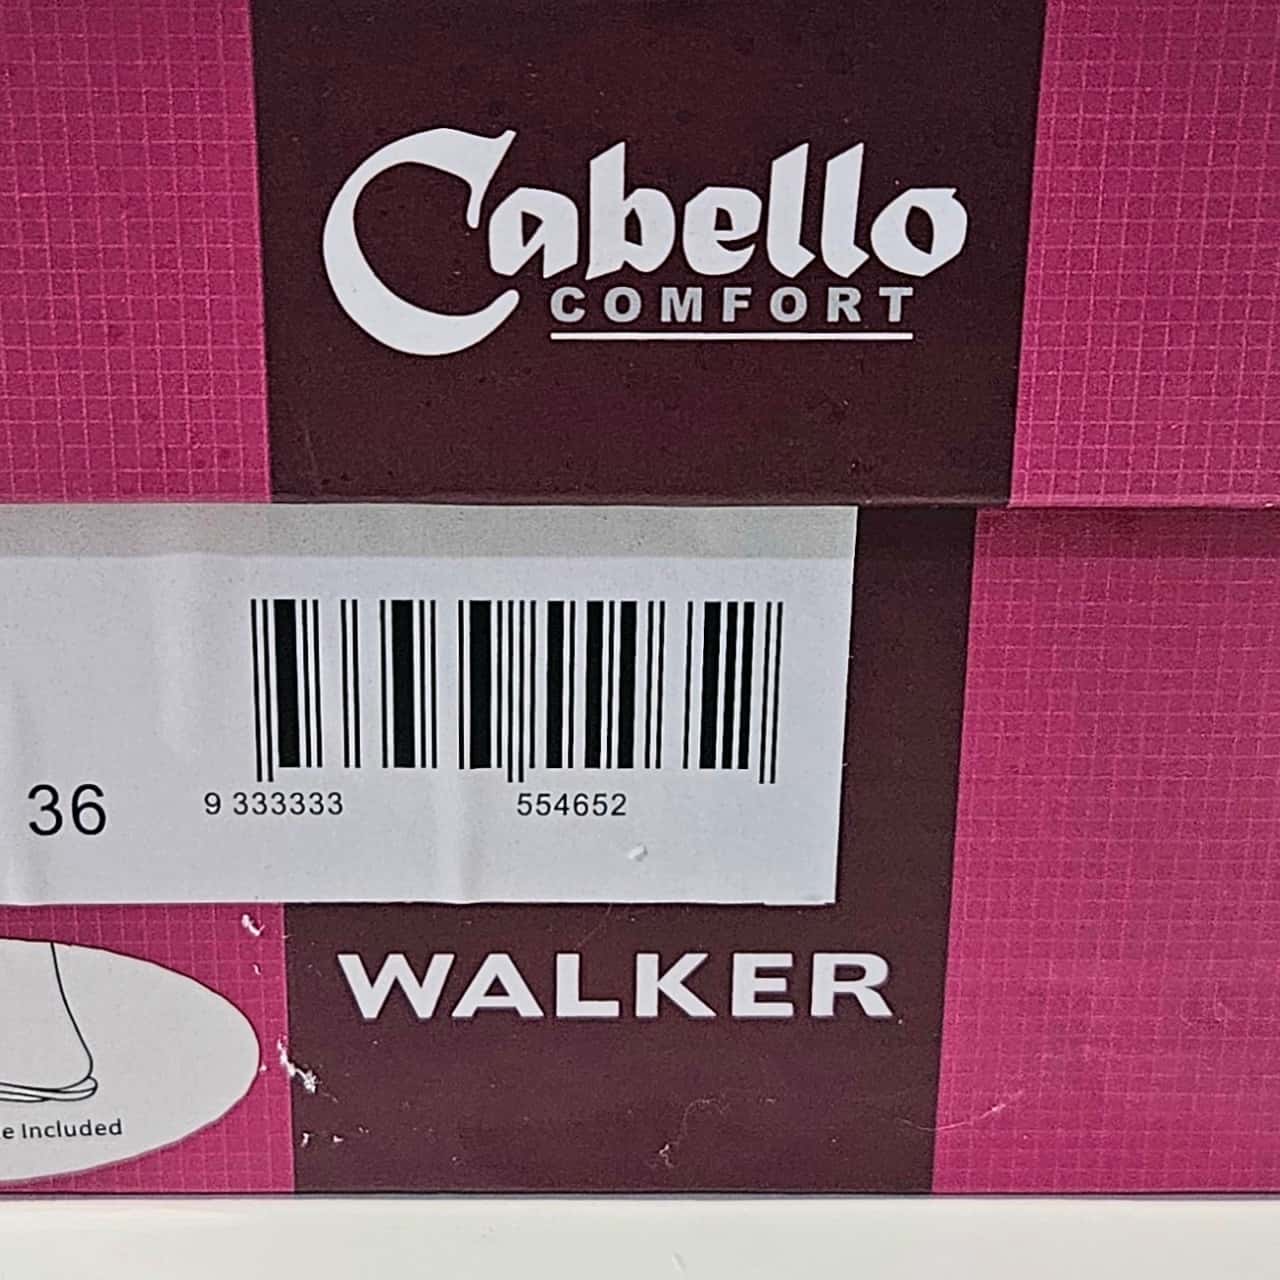 Cabello
COMFORT
36
9 333333 554652
WALKER
e Included